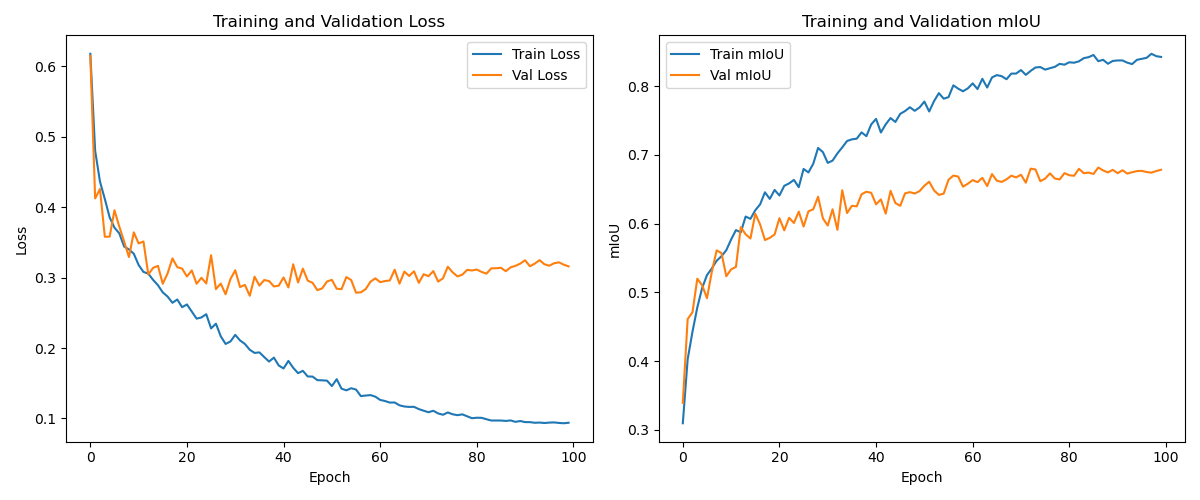 Training and Validation Loss
Train Loss
Val Loss
Loss
0.6
0.5
0.4
0.3
0.2
0.1
0 20 40 60 80 100
Epoch
Training and Validation mIoU
Train mIoU
Val mIoU
mIoU
0.8
0.7
0.6
0.5
0.4
0.3
0 20 40 60 80 100
Epoch